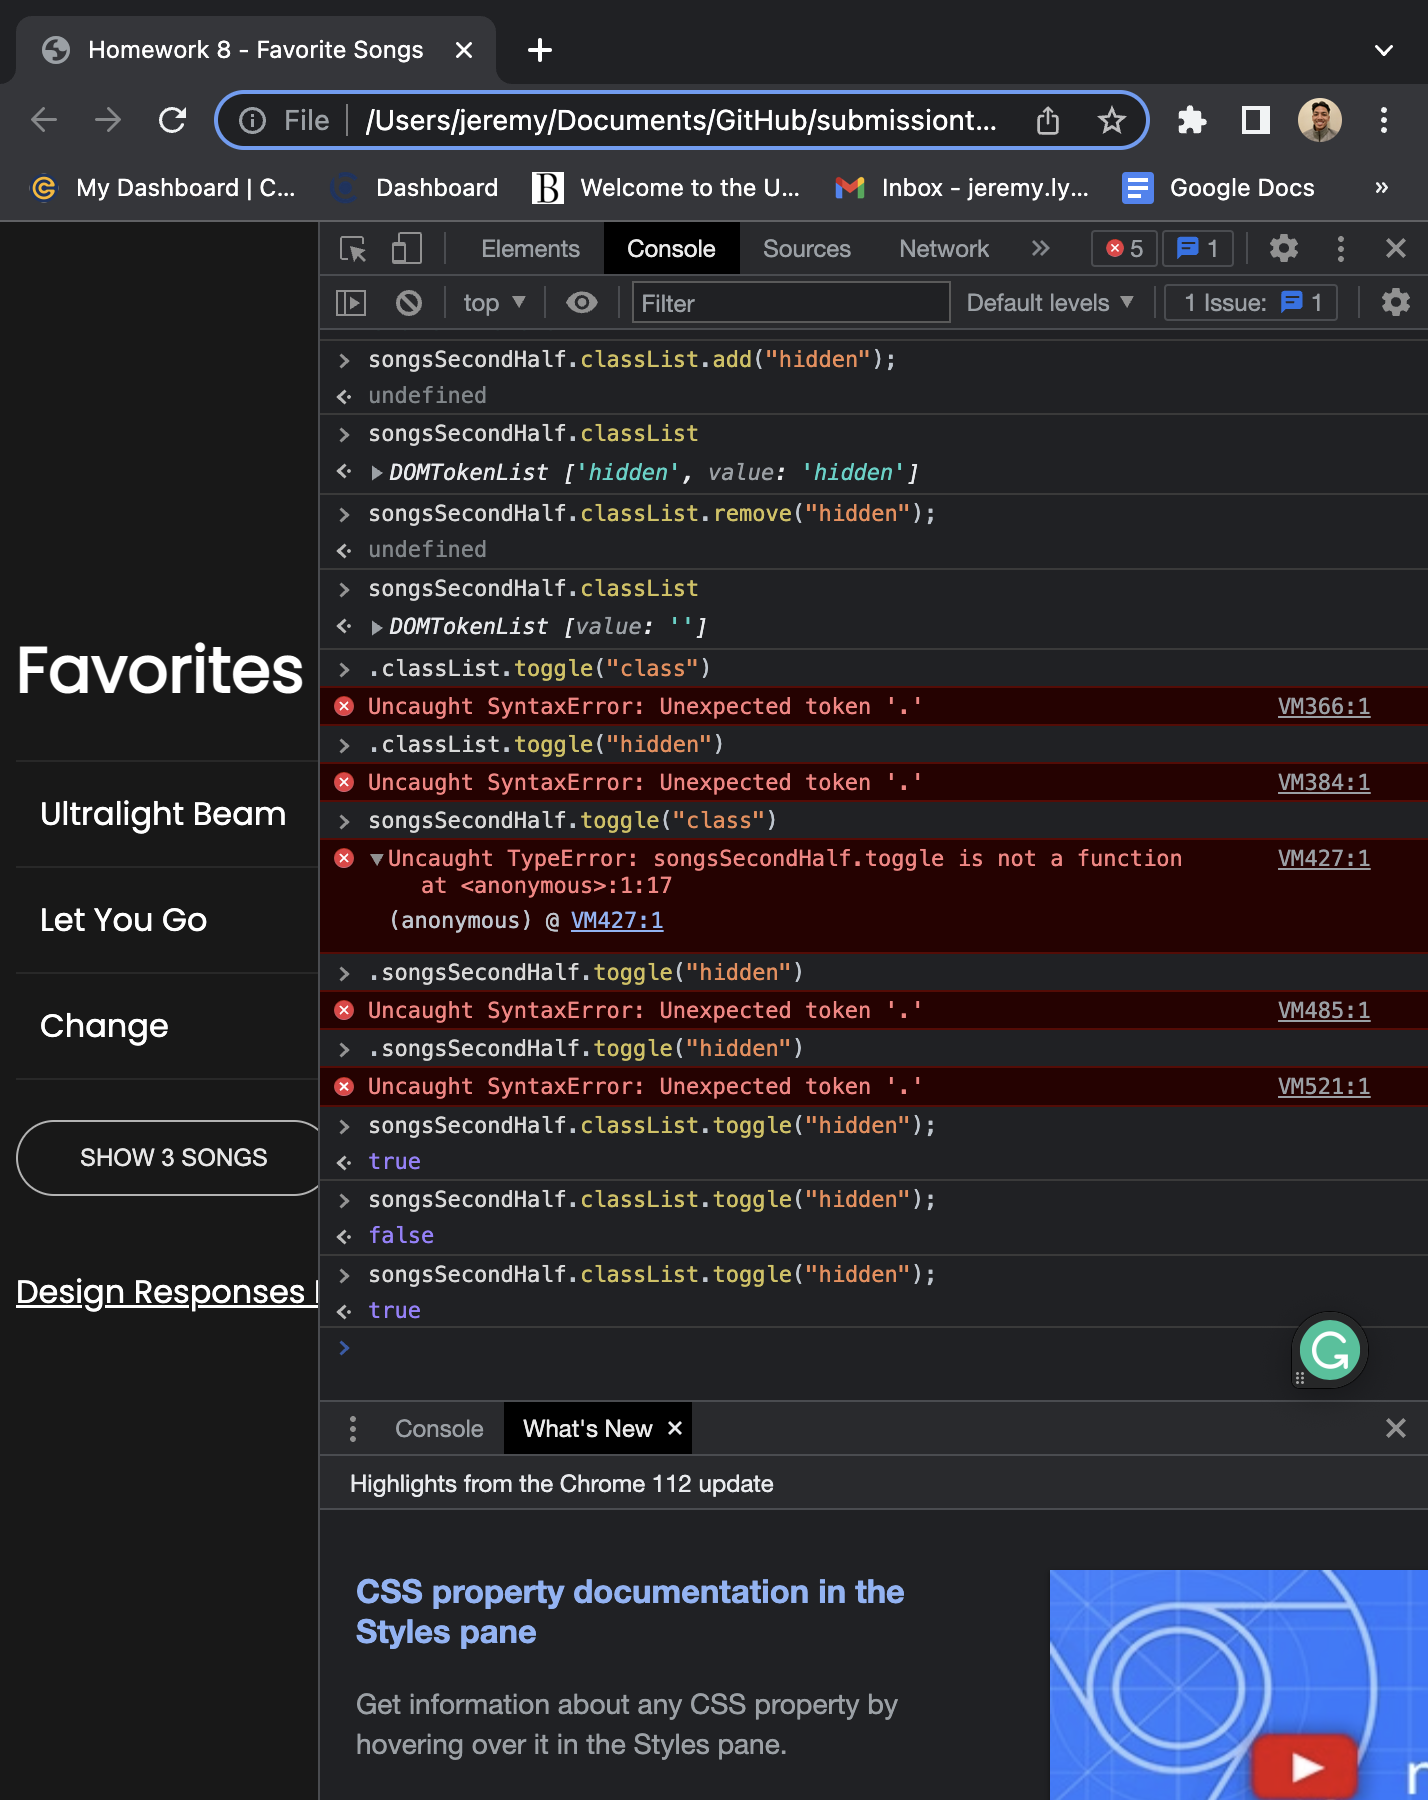 Homework 8 - Favorite Songs
File | /Users/jeremy/Documents/GitHub/submissiont...
My Dashboard | C... Dashboard B Welcome to the U... Inbox - jeremy.ly... Google Docs »
Elements Console Sources Network » 5 1
top Filter Default levels 1 Issue: 1
songsSecondHalf.classList.add("hidden");
undefined
songsSecondHalf.classList
DOMTokenList ['hidden', value: 'hidden']
songsSecondHalf.classList.remove("hidden");
undefined
songsSecondHalf.classList
DOMTokenList [value: '']
.classList.toggle("class")
Uncaught SyntaxError: Unexpected token '.' VM366:1
.classList.toggle("hidden")
Uncaught SyntaxError: Unexpected token '.' VM384:1
songsSecondHalf.toggle("class")
Uncaught TypeError: songsSecondHalf.toggle is not a function VM427:1
at <anonymous>:1:17
(anonymous) @ VM427:1
.songsSecondHalf.toggle("hidden")
Uncaught SyntaxError: Unexpected token '.' VM485:1
.songsSecondHalf.toggle("hidden")
Uncaught SyntaxError: Unexpected token '.' VM521:1
songsSecondHalf.classList.toggle("hidden");
true
songsSecondHalf.classList.toggle("hidden");
false
songsSecondHalf.classList.toggle("hidden");
true
Favorites
Ultralight Beam
Let You Go
Change
SHOW 3 SONGS
Design Responses
Console What's New
Highlights from the Chrome 112 update
CSS property documentation in the
Styles pane
Get information about any CSS property by
hovering over it in the Styles pane.